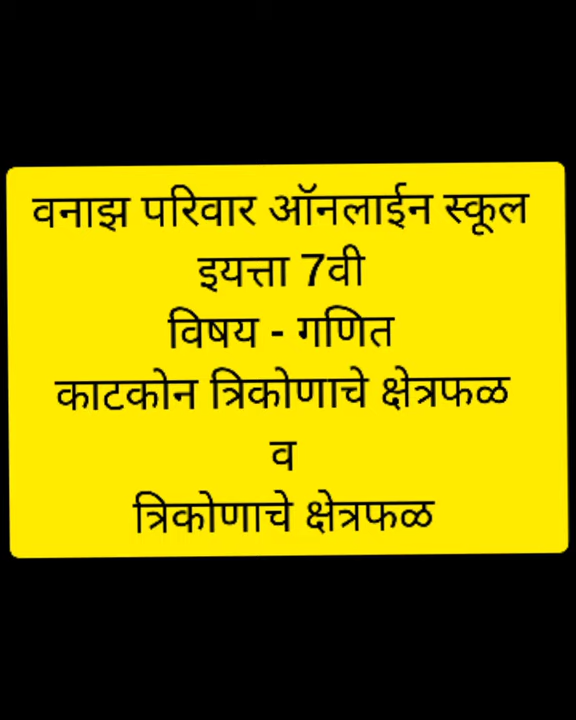 वनाझ परिवार ऑनलाईन स्कूल
इयत्ता 7वी
विषय - गणित
काटकोन त्रिकोणाचे क्षेत्रफळ
व
त्रिकोणाचे क्षेत्रफळ